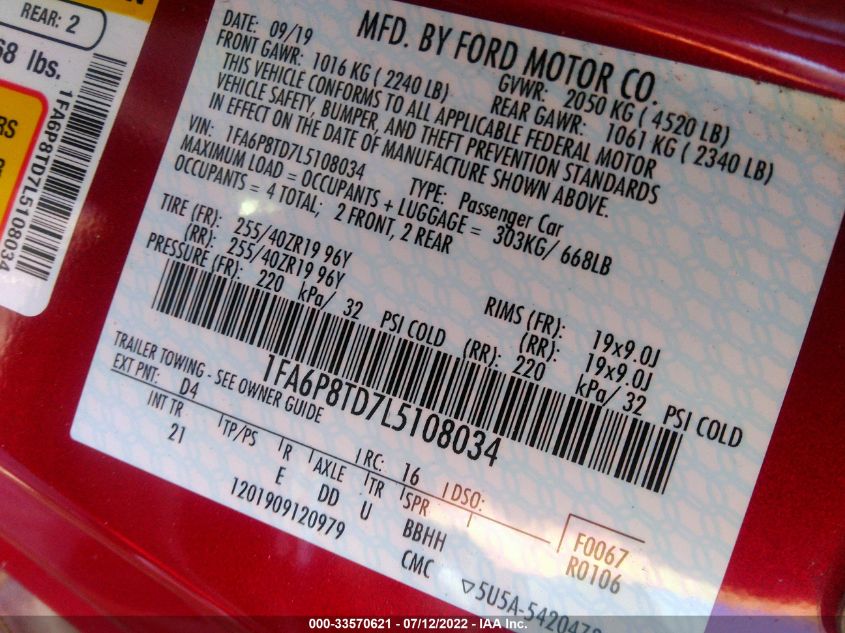 REAR: 2
68 lbs.
1FA6P8TD7L5108034
MFD. BY FORD MOTOR CO.
DATE: 09/19
GVWR: 2050 KG ( 4520 LB)
FRONT GAWR: 1016 KG ( 2240 LB)
REAR GAWR: 1061 KG ( 2340 LB)
THIS VEHICLE CONFORMS TO ALL APPLICABLE FEDERAL MOTOR
VEHICLE SAFETY, BUMPER, AND THEFT PREVENTION STANDARDS
IN EFFECT ON THE DATE OF MANUFACTURE SHOWN ABOVE.
VIN: 1FA6P8TD7L5108034
TYPE: Passenger Car
MAXIMUM LOAD = OCCUPANTS + LUGGAGE = 303KG/ 668LB
OCCUPANTS = 4 TOTAL; 2 FRONT, 2 REAR
TIRE (FR): 255/40ZR19 96Y RIMS (FR): 19x9.0J
(RR): 255/40ZR19 96Y (RR): 19x9.0J
PRESSURE (FR): 220 kPa/ 32 PSI COLD (RR): 220 kPa/ 32 PSI COLD
1FA6P8TD7L5108034
TRAILER TOWING - SEE OWNER GUIDE
EXT PNT: D4 RC: 16 DSO:
INT TR TP/PS R AXLE TR SPR
21 E DD U BBHH
F0067
R0106
1201909120979 CMC
▽5U5A-5420472
000-33570621 - 07/12/2022 - IAA Inc.